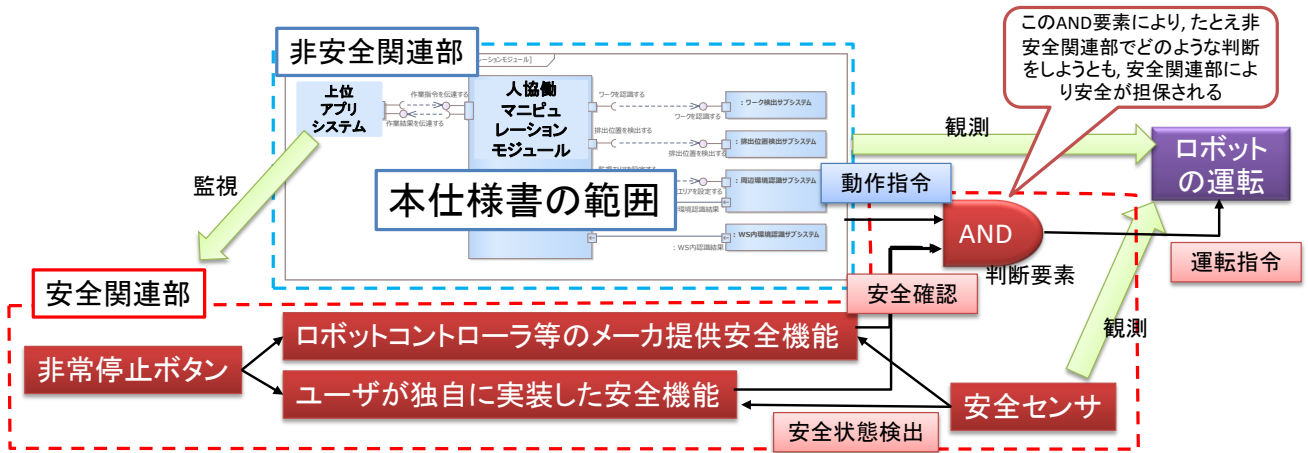 非安全関連部
レーションモジュール]
このAND要素により, たとえ非
安全関連部でどのような判断
をしようとも, 安全関連部によ
り安全が担保される
上位
アプリ
システム
作業指令を伝達する
作業結果を伝達する
人協働
マニピュ
レーション
モジュール
ワークを認識する
ワークを認識する
: ワーク検出サブシステム
排出位置を検出する
排出位置を検出する
: 排出位置検出サブシステム
エリアを設定する
環境認識結果
: 周辺環境認識サブシステム
: WS内認識結果
: WS内環境認識サブシステム
本仕様書の範囲
監視
観測
ロボット
の運転
動作指令
AND
判断要素
運転指令
安全確認
観測
安全関連部
非常停止ボタン
ロボットコントローラ等のメーカ提供安全機能
ユーザが独自に実装した安全機能
安全センサ
安全状態検出